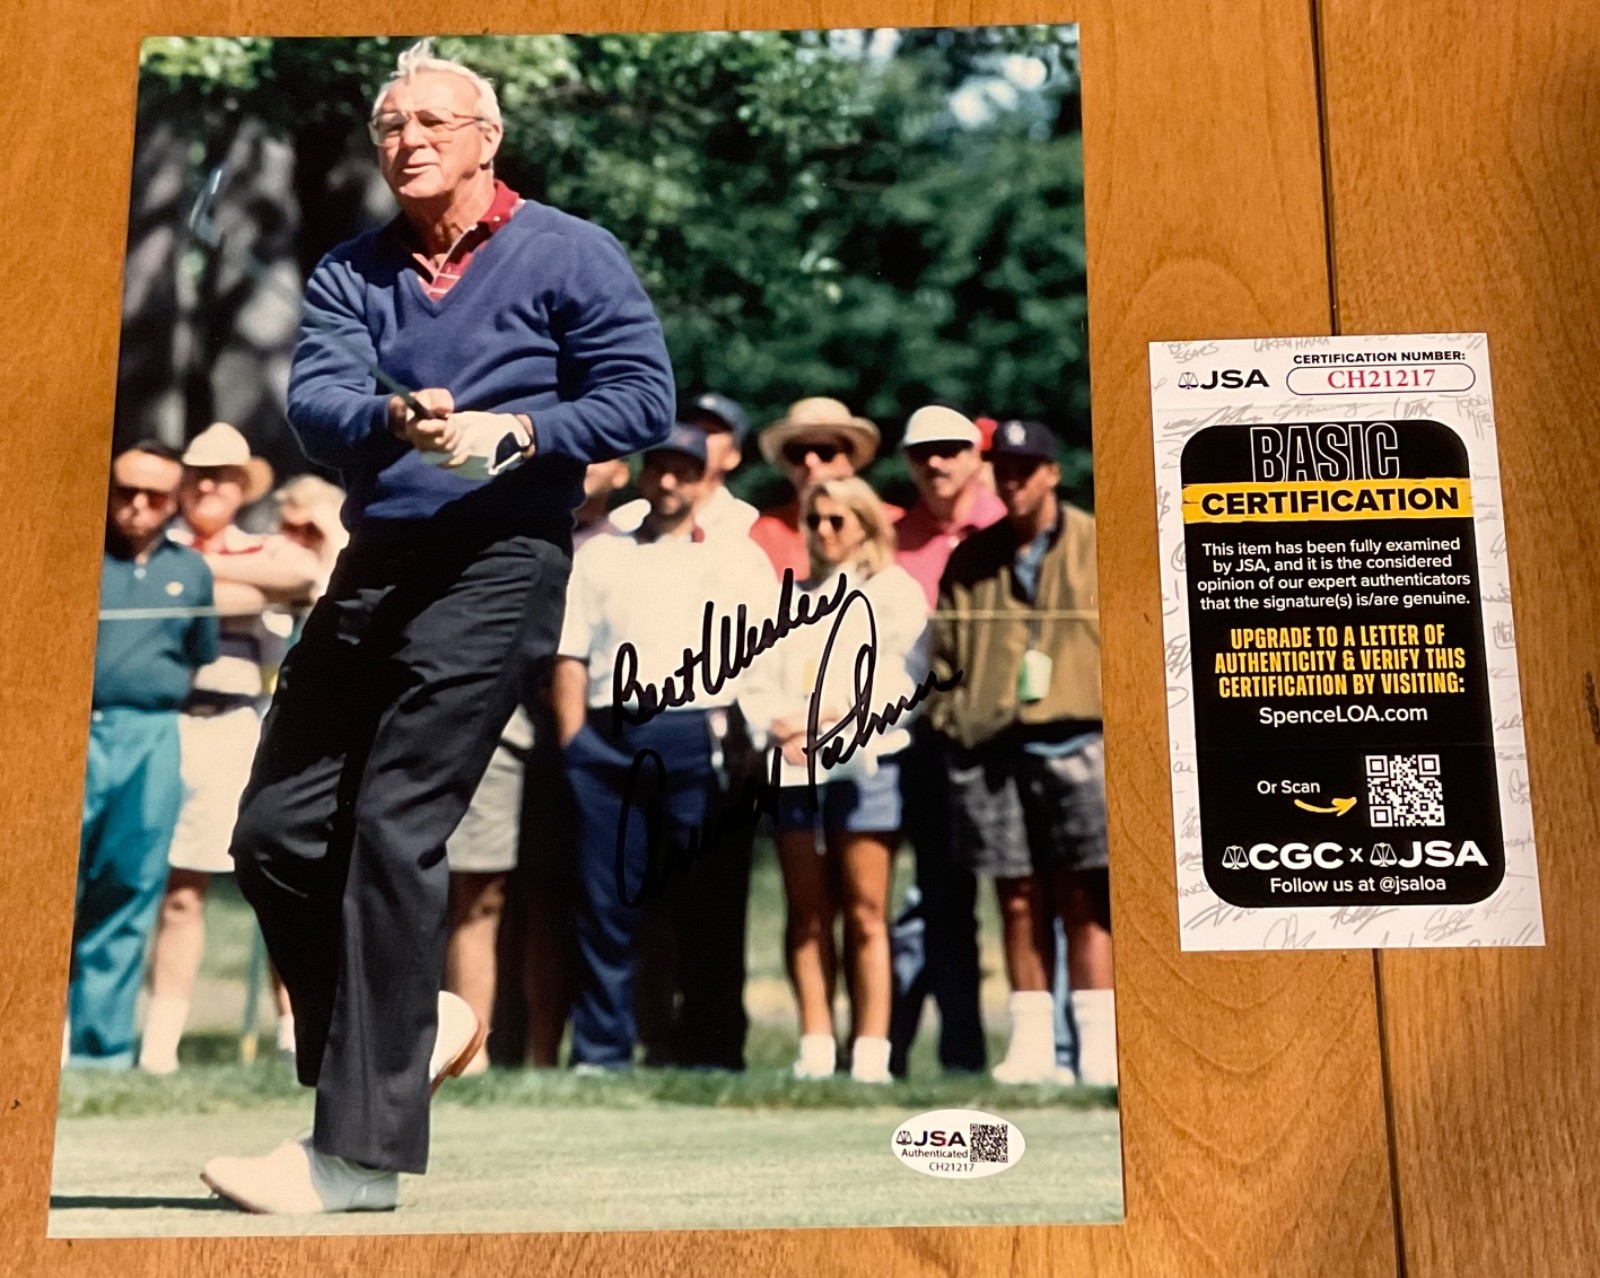 Best Wishes
Arnold Palmer
JSA
Authenticated
CH21217
JSA
CERTIFICATION NUMBER:
CH21217
BASIC
CERTIFICATION
This item has been fully examined
by JSA, and it is the considered
opinion of our expert authenticators
that the signature(s) is/are genuine.
UPGRADE TO A LETTER OF
AUTHENTICITY & VERIFY THIS
CERTIFICATION BY VISITING:
SpenceLOA.com
Or Scan
CGC x JSA
Follow us at @jsaloa